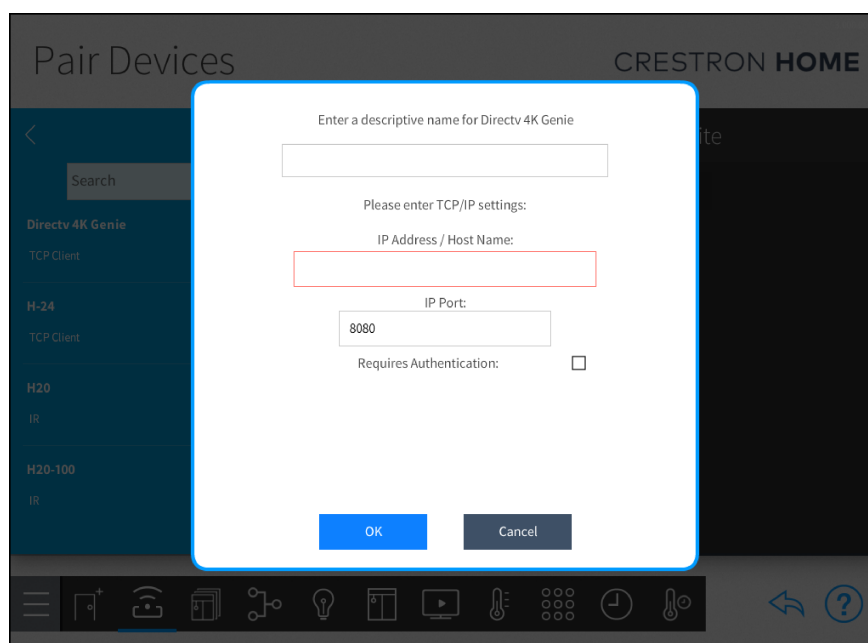 Pair Devices
CRESTRON HOME
Enter a descriptive name for Directv 4K Genie
Search
Please enter TCP/IP settings:
Directv 4K Genie
TCP Client
IP Address / Host Name:
IP Port:
H-24
8080
TCP Client
Requires Authentication:
H20
IR
H20-100
IR
OK
Cancel
?